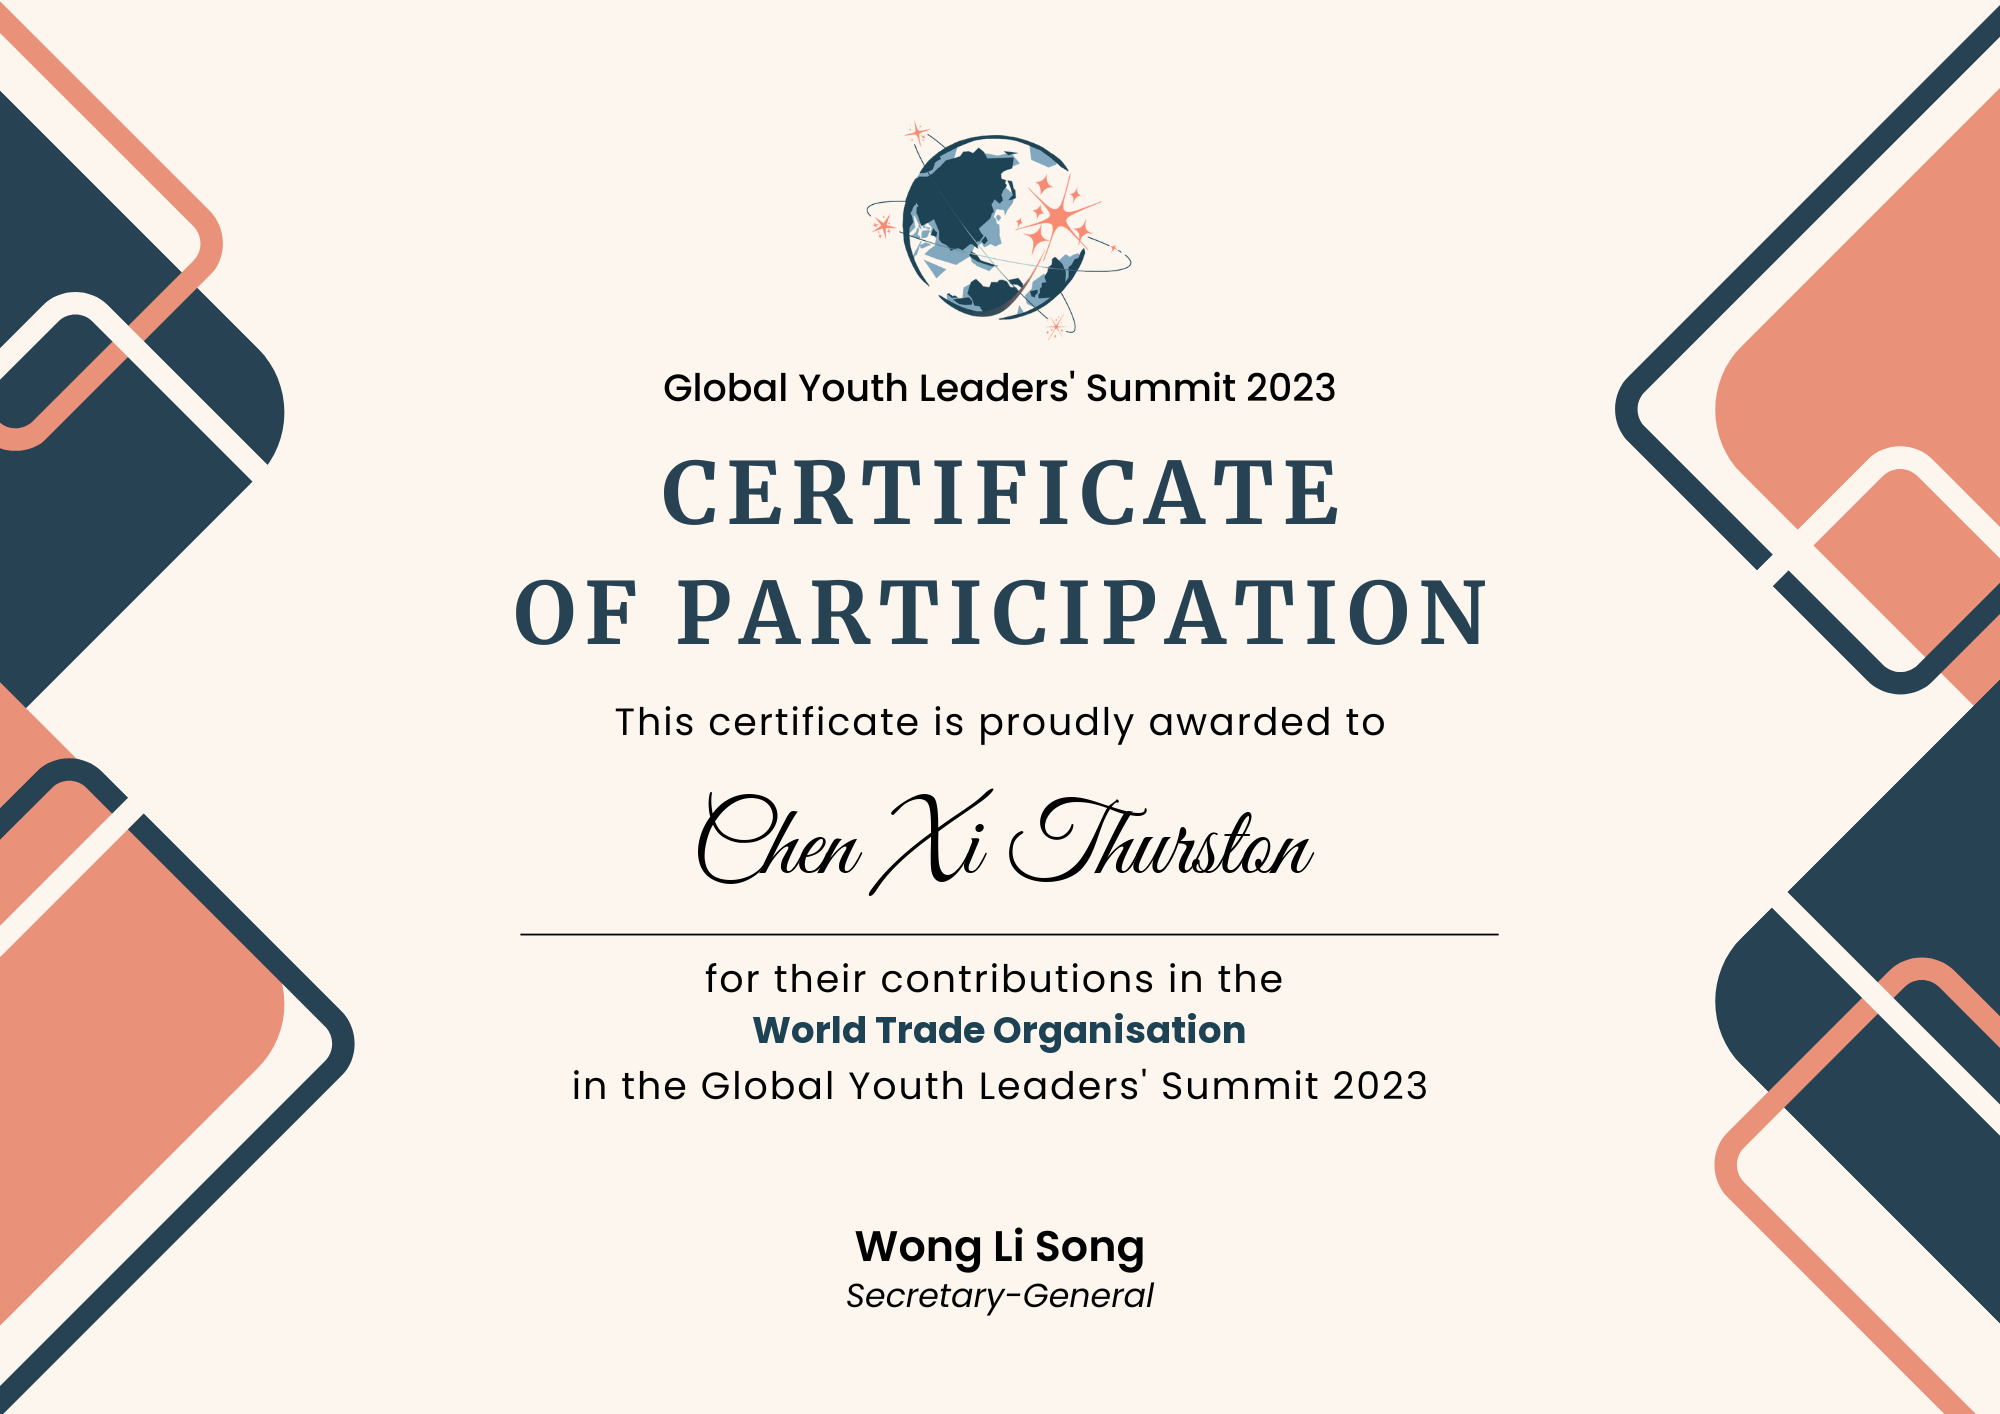 Global Youth Leaders' Summit 2023
CERTIFICATE
OF PARTICIPATION
This certificate is proudly awarded to
Chen Xi Thurston
for their contributions in the
World Trade Organisation
in the Global Youth Leaders' Summit 2023
Wong Li Song
Secretary-General